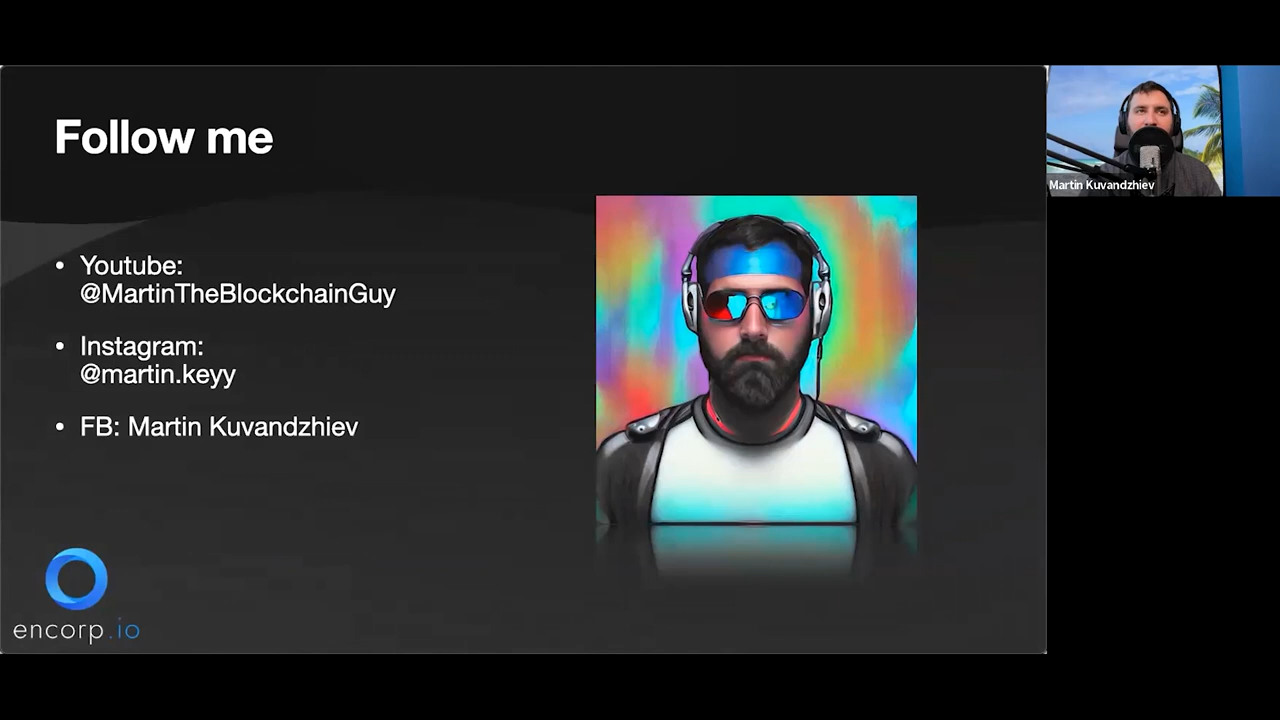 Follow me
• Youtube:
@MartinTheBlockchainGuy
• Instagram:
@martin.keyy
• FB: Martin Kuvandzhiev
encorp.io
Martin Kuvandzhiev